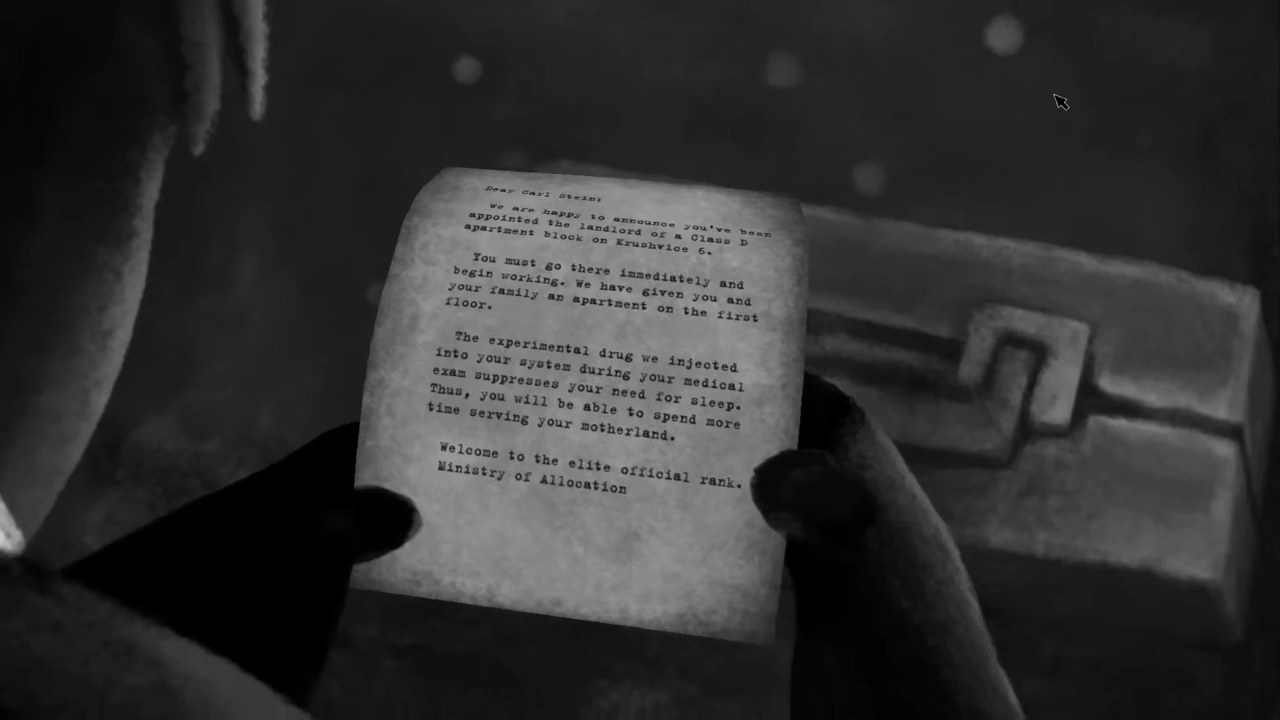 Dear Carl Stein:
We are happy to announce you've been
appointed the landlord of a Class D
apartment block on Krushvice 6.
You must go there immediately and
begin working. We have given you and
your family an apartment on the first
floor.
The experimental drug we injected
into your system during your medical
exam suppresses your need for sleep.
Thus, you will be able to spend more
time serving your motherland.
Welcome to the elite official rank.
Ministry of Allocation